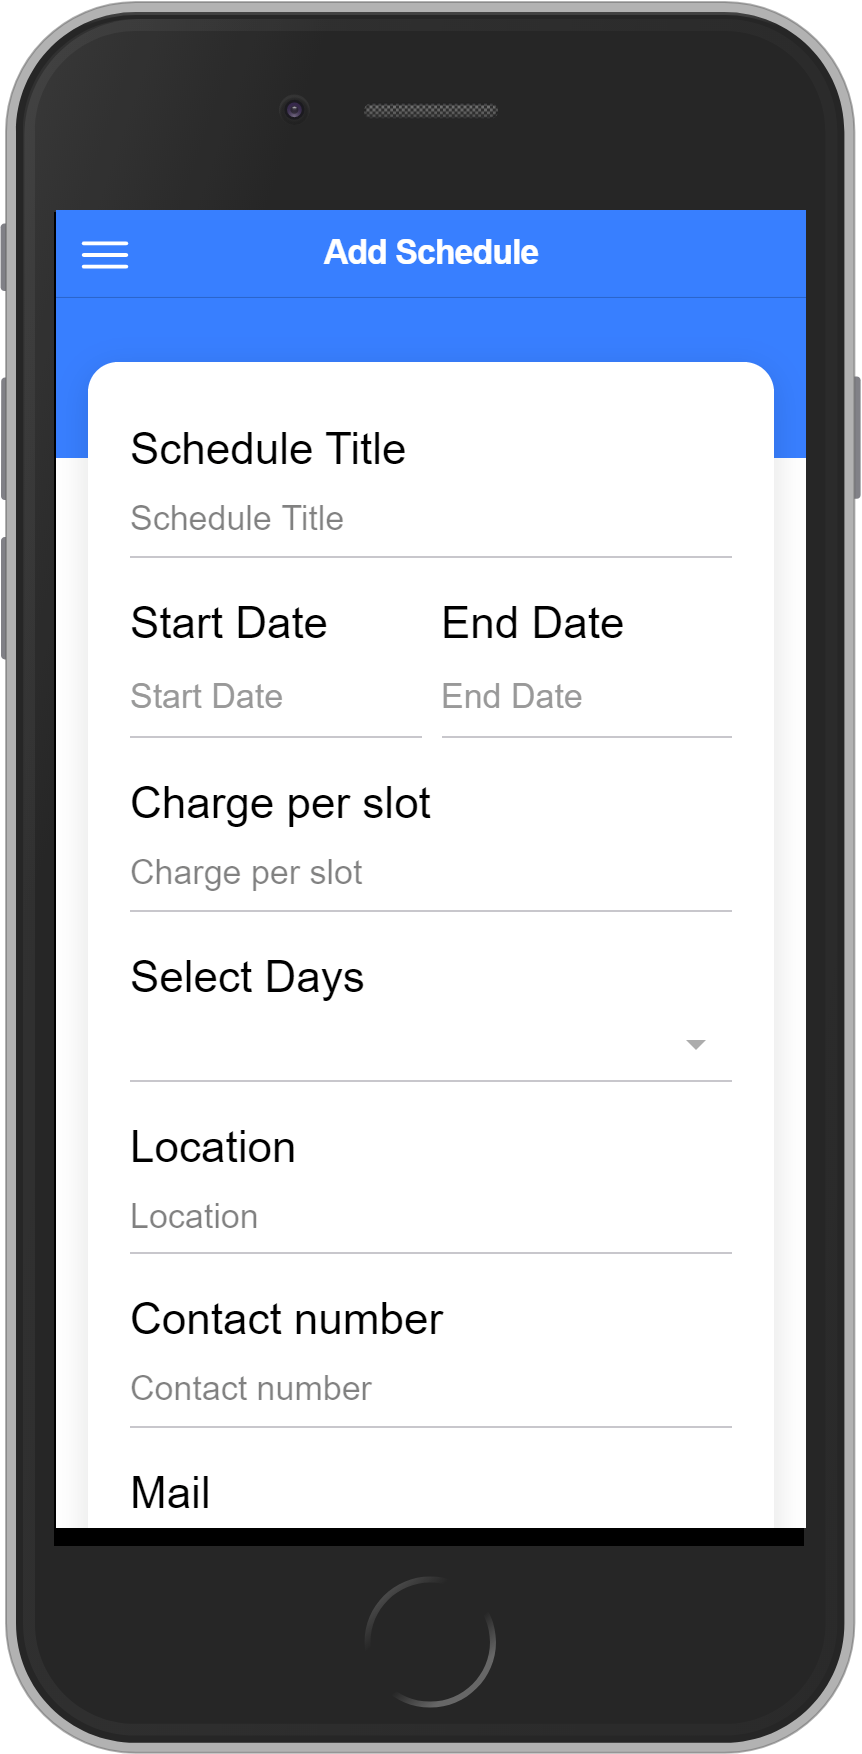 Add Schedule
Schedule Title
Schedule Title
Start Date End Date
Start Date End Date
Charge per slot
Charge per slot
Select Days
Location
Location
Contact number
Contact number
Mail